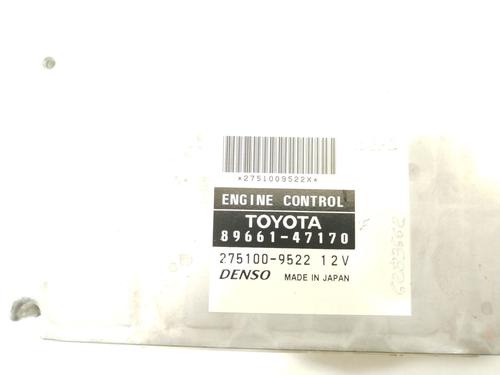 *2751009522X*
ENGINE CONTROL
TOYOTA
89661-47170
275100-9522 12V
DENSO MADE IN JAPAN